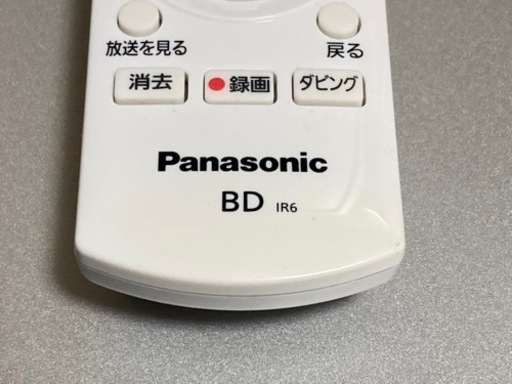 放送を見る 戻る
消去 録画 ダビング
Panasonic
BD IR6